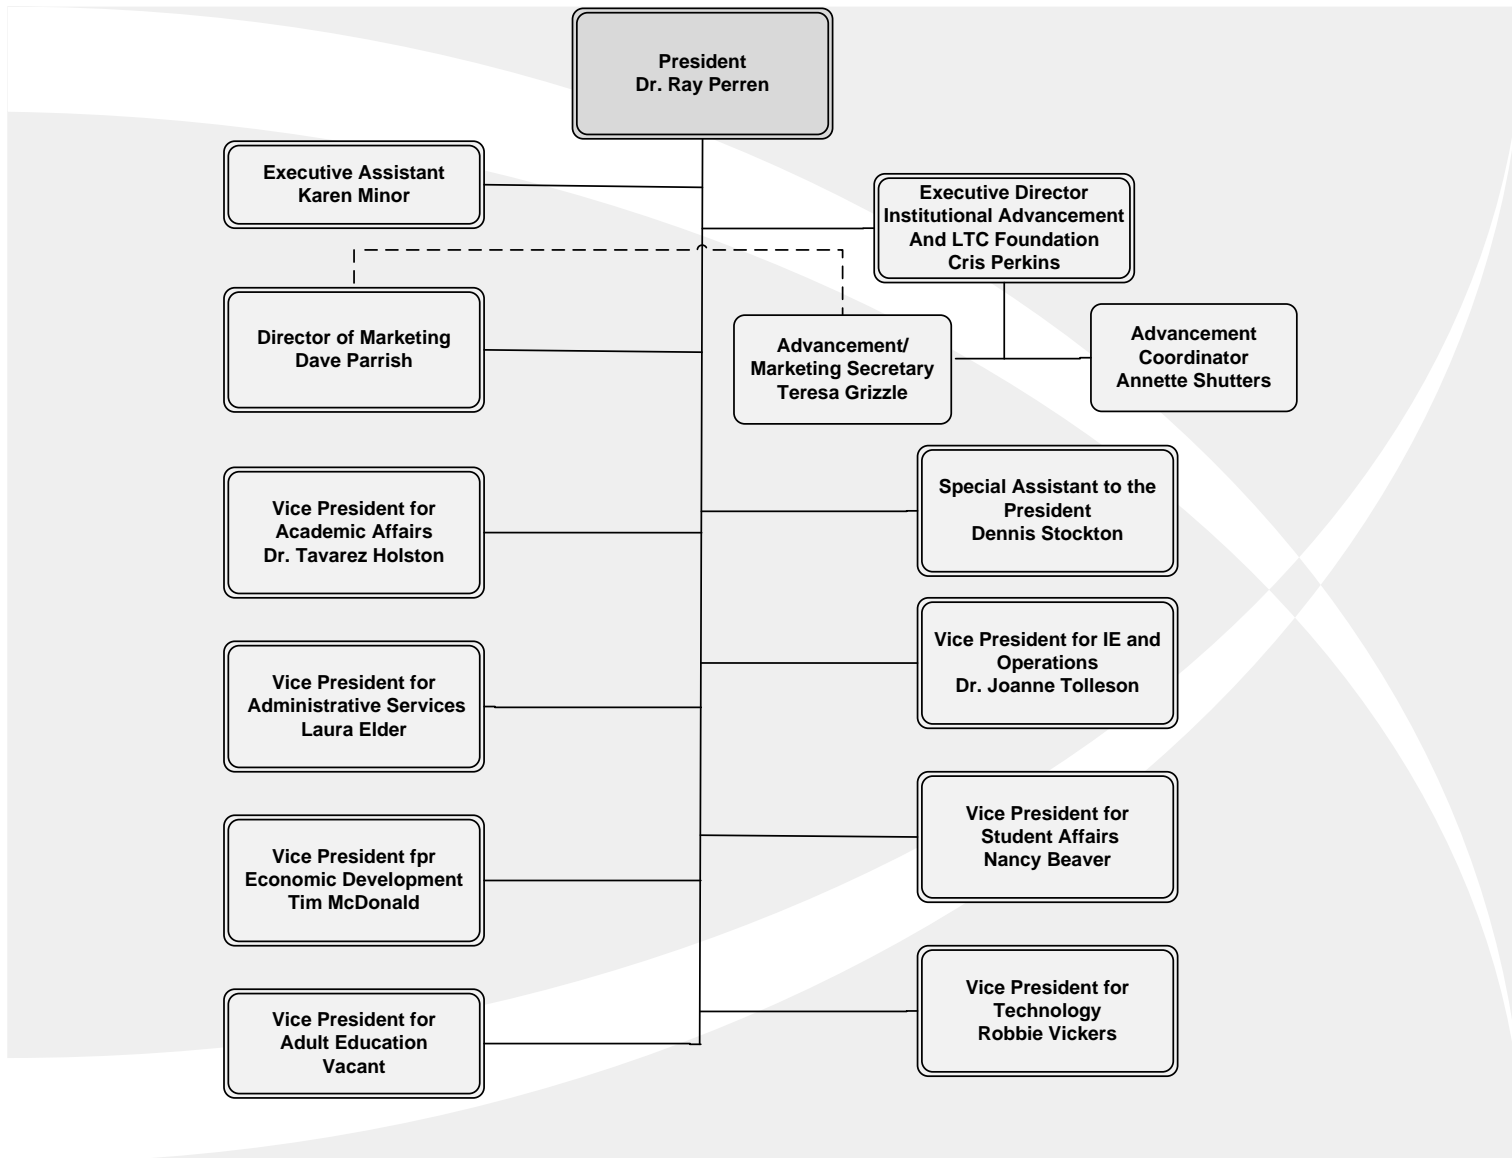 President
Dr. Ray Perren
Executive Assistant
Karen Minor
Executive Director
Institutional Advancement
And LTC Foundation
Cris Perkins
Director of Marketing
Dave Parrish
Advancement/
Marketing Secretary
Teresa Grizzle
Advancement
Coordinator
Annette Shutters
Vice President for
Academic Affairs
Dr. Tavarez Holston
Special Assistant to the
President
Dennis Stockton
Vice President for IE and
Operations
Dr. Joanne Tolleson
Vice President for
Administrative Services
Laura Elder
Vice President for
Student Affairs
Nancy Beaver
Vice President fpr
Economic Development
Tim McDonald
Vice President for
Technology
Robbie Vickers
Vice President for
Adult Education
Vacant